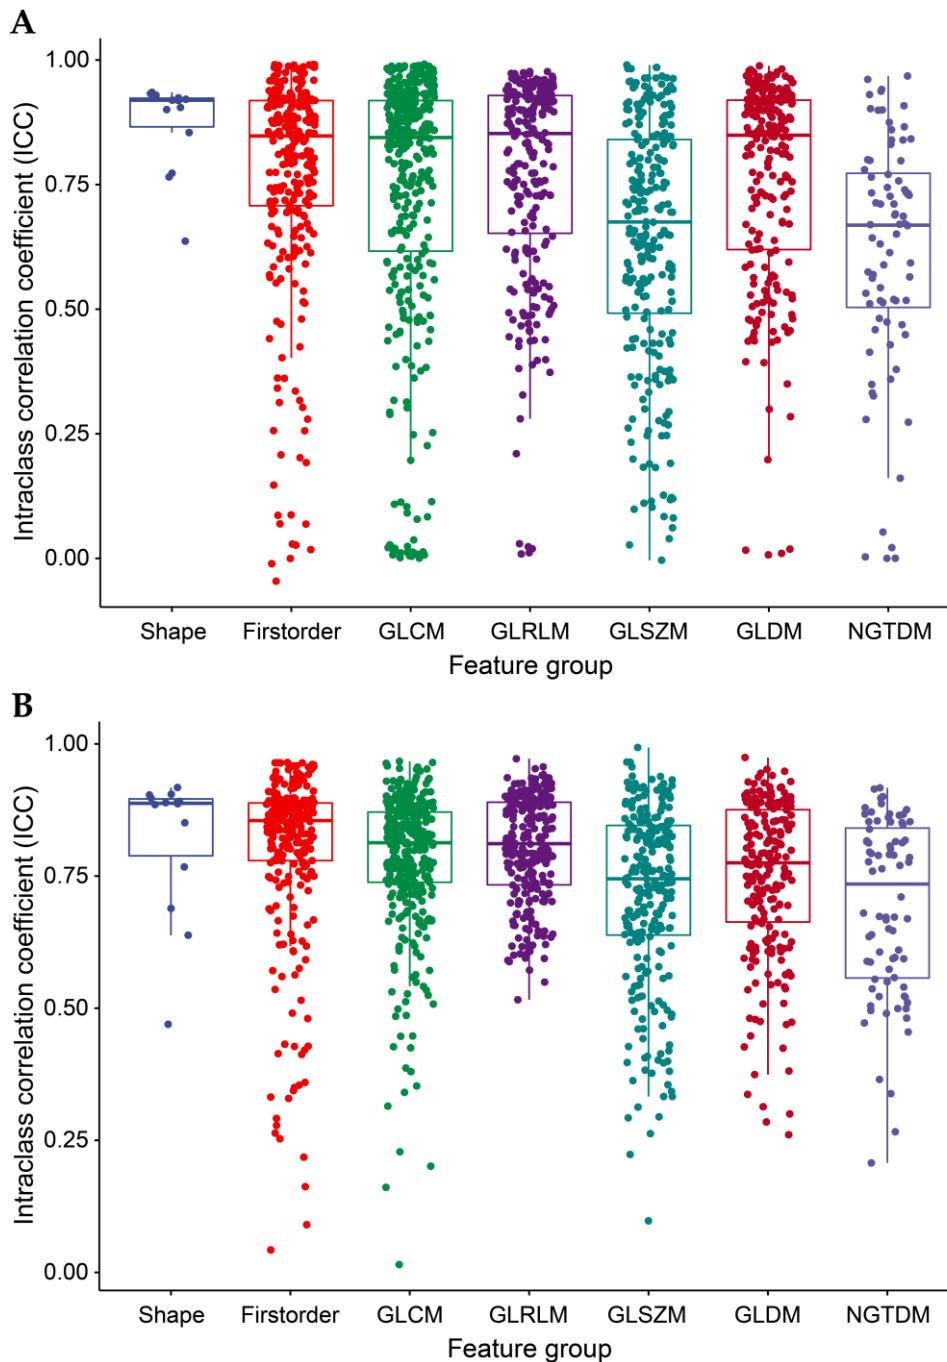 A
Intraclass correlation coefficient (ICC)
1.00
0.75
0.50
0.25
0.00
Shape Firstorder GLCM GLRLM GLSZM GLDM NGTDM
Feature group
B
Intraclass correlation coefficient (ICC)
1.00
0.75
0.50
0.25
0.00
Shape Firstorder GLCM GLRLM GLSZM GLDM NGTDM
Feature group